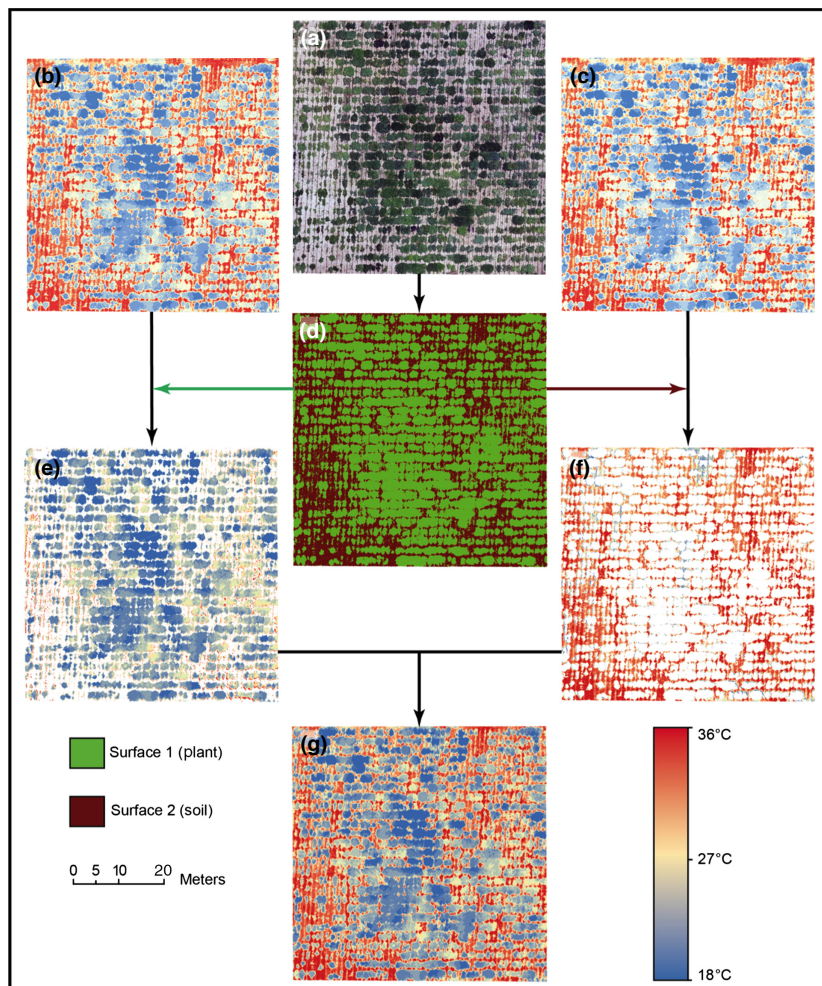 (a)
(b)
(c)
(d)
(e)
(f)
(g)
Surface 1 (plant)
Surface 2 (soil)
0 5 10 20 Meters
36°C
27°C
18°C